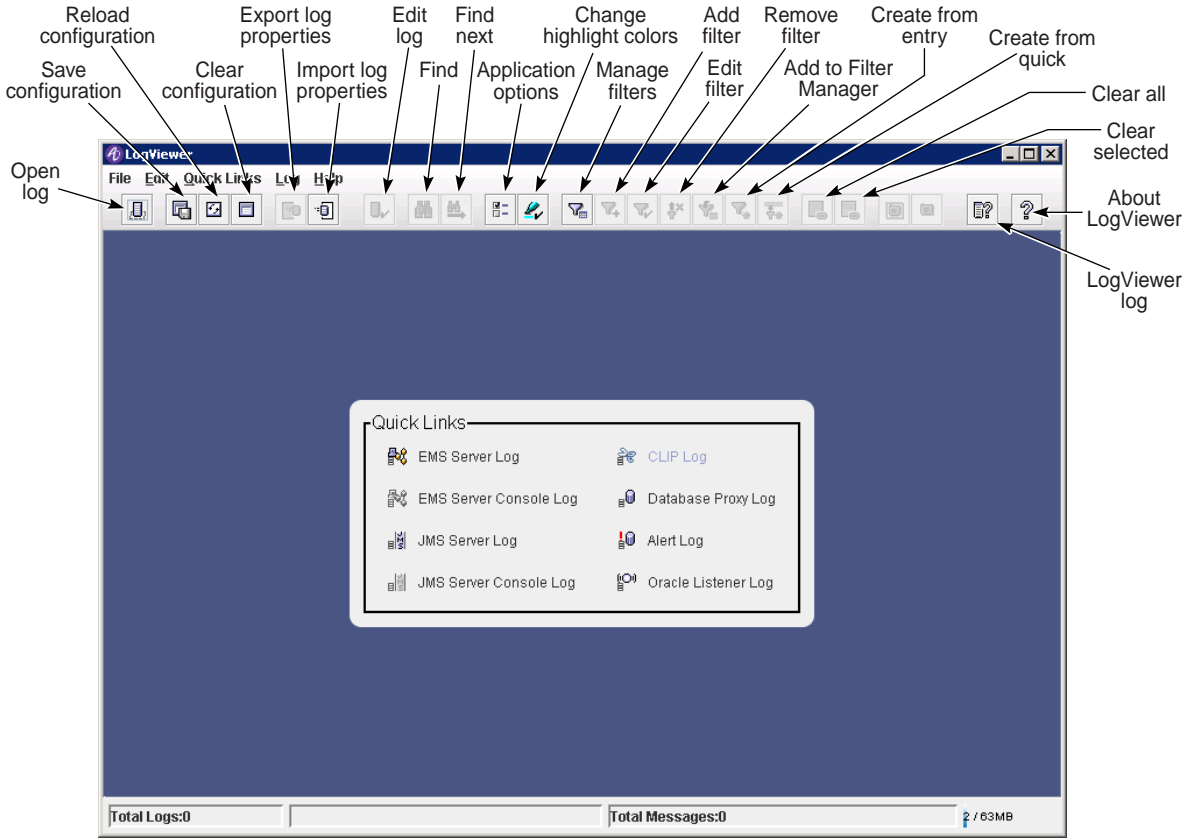 Reload
configuration
Export log
properties
Edit
log
Find
next
Change
highlight colors
Add
filter
Remove
filter
Create from
entry
Create from
quick
Save
configuration
Clear
configuration
Import log
properties
Find
Application
options
Manage
filters
Edit
filter
Add to Filter
Manager
Clear all
Clear
selected
Open
log
LogViewer
File Edit Quick Links Log Help
About
LogViewer
LogViewer
log
Quick Links
EMS Server Log
CLIP Log
EMS Server Console Log
Database Proxy Log
JMS Server Log
Alert Log
JMS Server Console Log
Oracle Listener Log
Total Logs:0
Total Messages:0
2 / 63MB